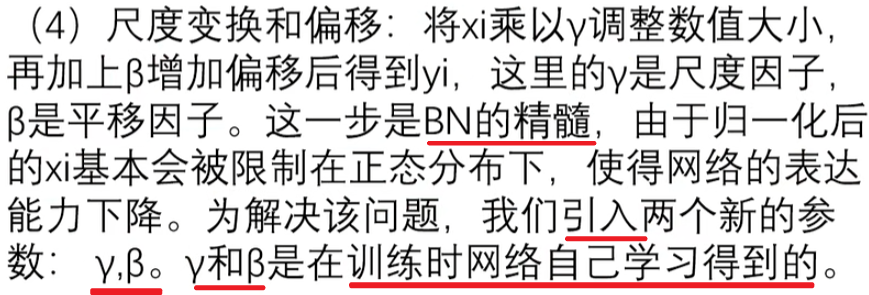 （4）尺度变换和偏移：将xi乘以γ调整数值大小，
再加上β增加偏移后得到yi，这里的γ是尺度因子，
β是平移因子。这一步是BN的精髓，由于归一化后
的xi基本会被限制在正态分布下，使得网络的表达
能力下降。为解决该问题，我们引入两个新的参
数： γ,β。γ和β是在训练时网络自己学习得到的。